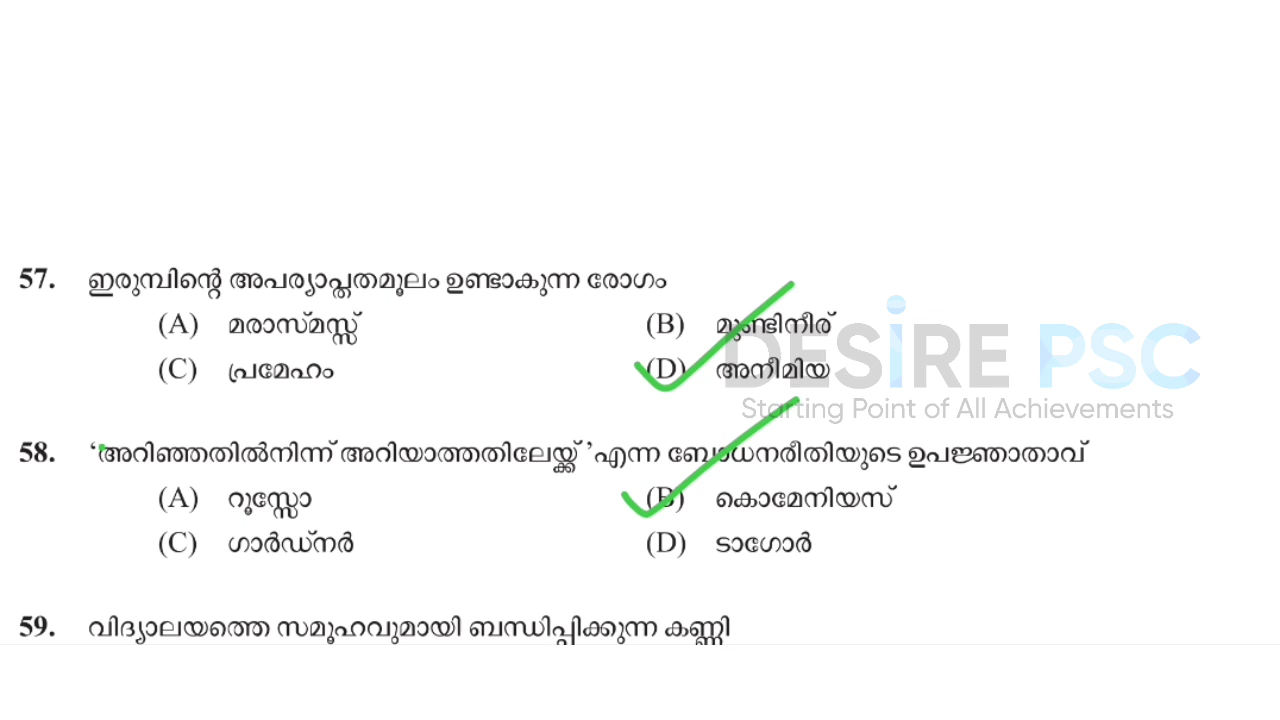 57. ഇരുമ്പിന്റെ അപര്യാപ്തതമൂലം ഉണ്ടാകുന്ന രോഗം
(A) മരാസ്മസ്സ് (B) മുണ്ടിനീര്
(C) പ്രമേഹം (D) അനീമിയ
DESIRE PSC
Starting Point of All Achievements
58. ‘അറിഞ്ഞതിൽനിന്ന് അറിയാത്തതിലേയ്ക്ക് ’എന്ന ബോധനരീതിയുടെ ഉപജ്ഞാതാവ്
(A) റൂസ്സോ (B) കൊമേനിയസ്
(C) ഗാർഡ്നർ (D) ടാഗോർ
59. വിദ്യാലയത്തെ സമൂഹവുമായി ബന്ധിപ്പിക്കുന്ന കണ്ണി